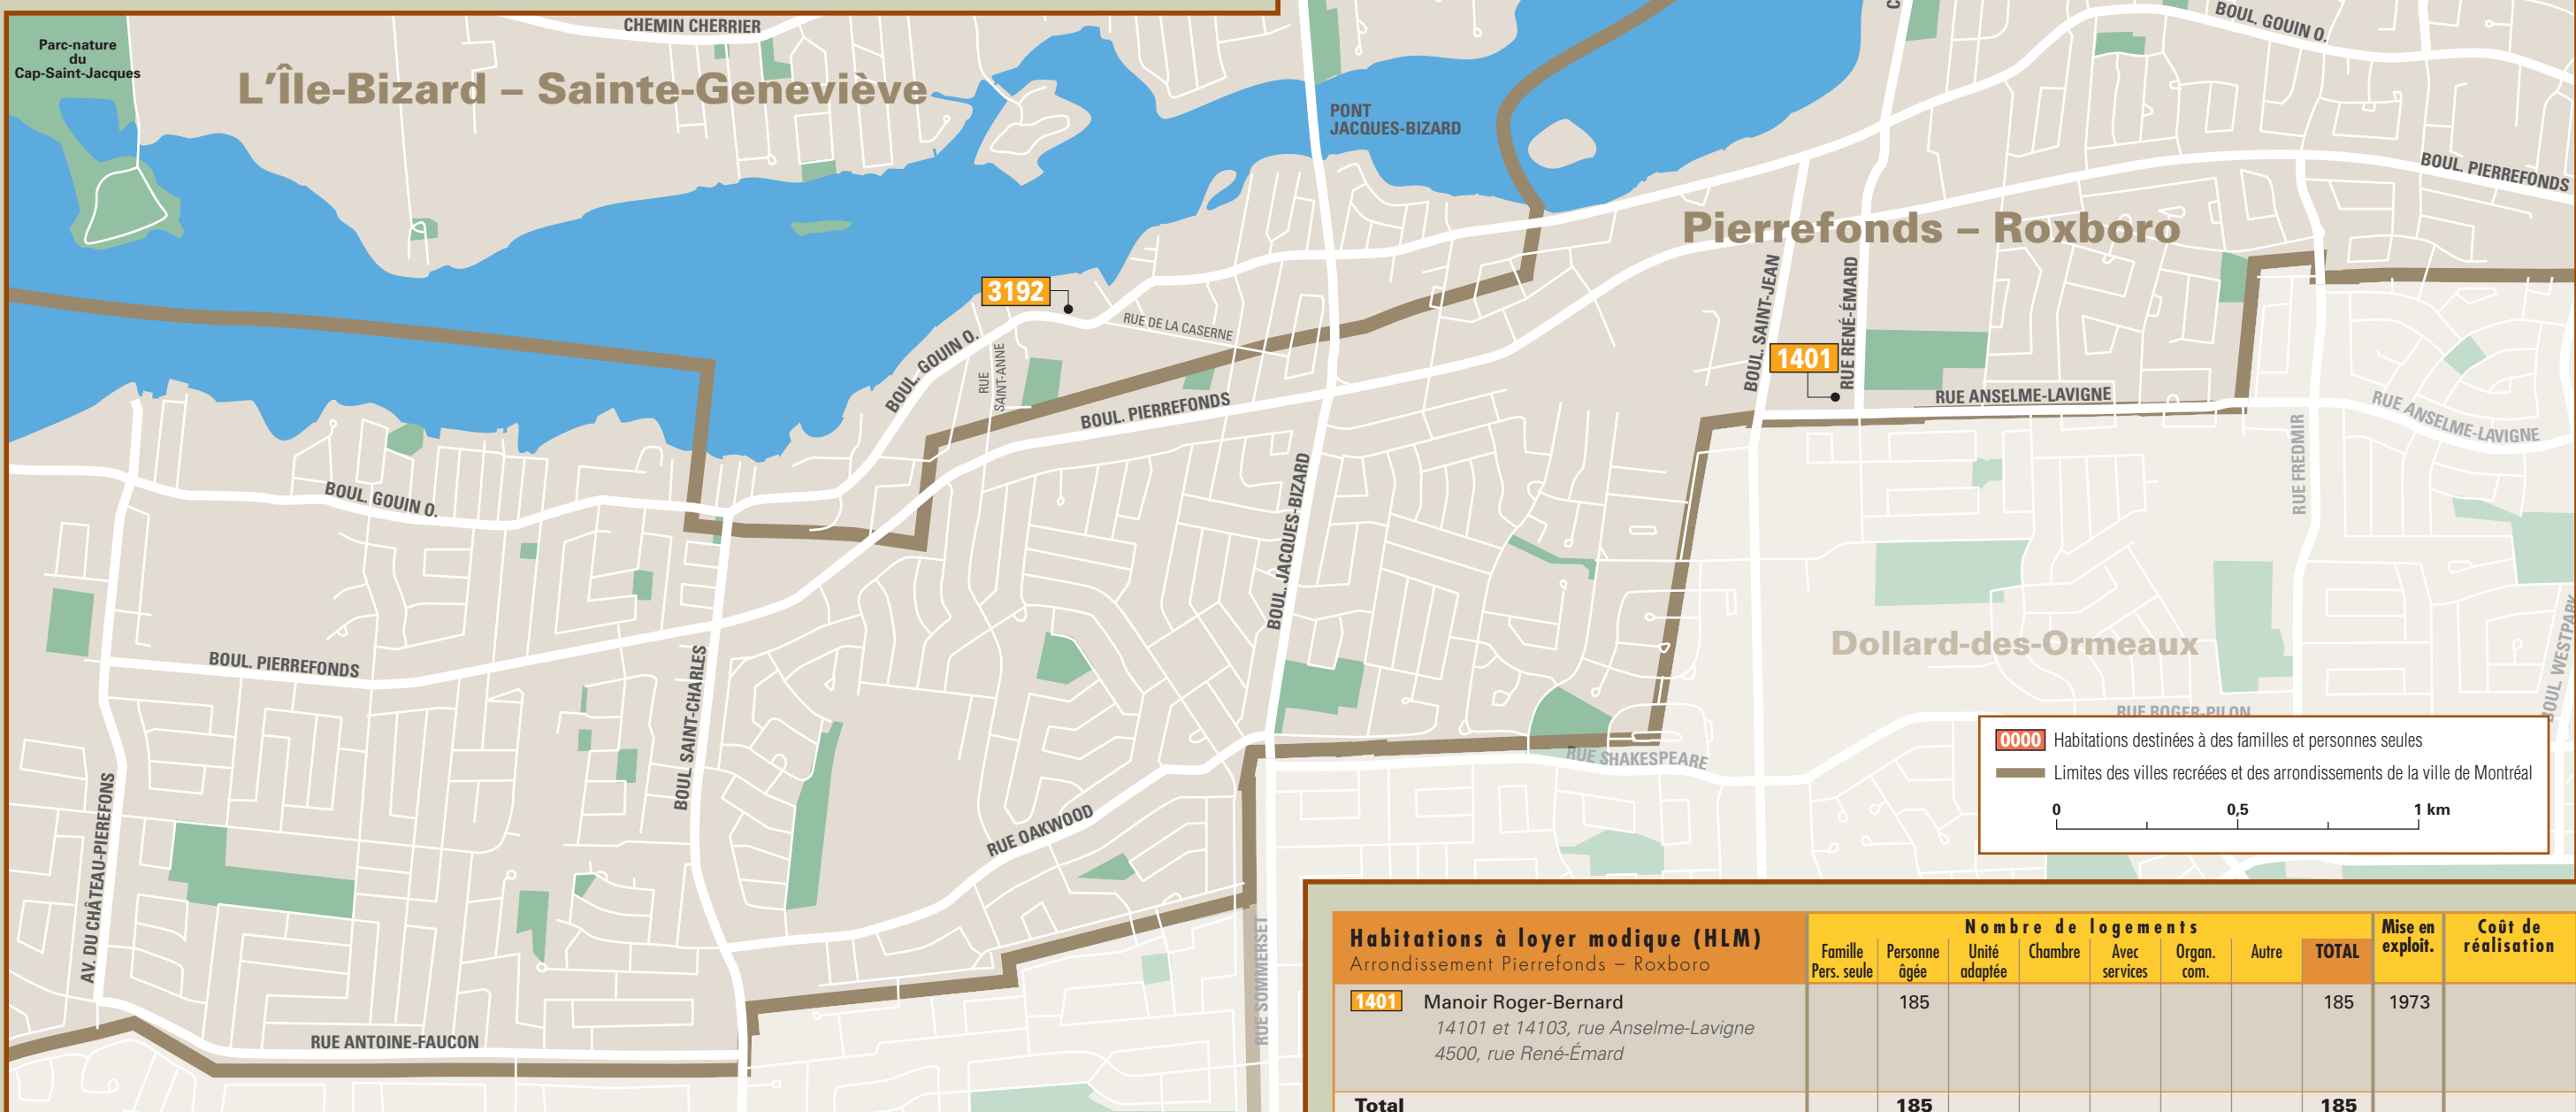 CHEMIN CHERRIER
BOUL. GOUIN O.
Parc-nature
du
Cap-Saint-Jacques
L'Île-Bizard – Sainte-Geneviève
PONT
JACQUES-BIZARD
BOUL. PIERREFONDS
Pierrefonds – Roxboro
3192
RUE DE LA CASERNE
BOUL. GOUIN O.
RUE
SAINT-ANNE
BOUL. SAINT-JEAN
RUE RENÉ-ÉMARD
1401
RUE ANSELME-LAVIGNE
RUE ANSELME-LAVIGNE
BOUL. PIERREFONDS
RUE FREDMIR
BOUL. GOUIN O.
BOUL. JACQUES-BIZARD
Dollard-des-Ormeaux
BOUL. PIERREFONDS
BOUL SAINT-CHARLES
BOUL WESTPARK
RUE ROGER-PILON
RUE SHAKESPEARE
0000 Habitations destinées à des familles et personnes seules
Limites des villes recréées et des arrondissements de la ville de Montréal
0 0,5 1 km
AV. DU CHÂTEAU-PIEREFONS
RUE OAKWOOD
RUE SOMMERSET
RUE ANTOINE-FAUCON
Habitations à loyer modique (HLM)
Arrondissement Pierrefonds – Roxboro
Nombre de logements
Famille
Pers. seule
Personne
âgée
Unité
adaptée
Chambre
Avec
services
Organ.
com.
Autre
TOTAL
Mise en
exploit.
Coût de
réalisation
1401 Manoir Roger-Bernard 185 185 1973
14101 et 14103, rue Anselme-Lavigne
4500, rue René-Émard
Total 185 185